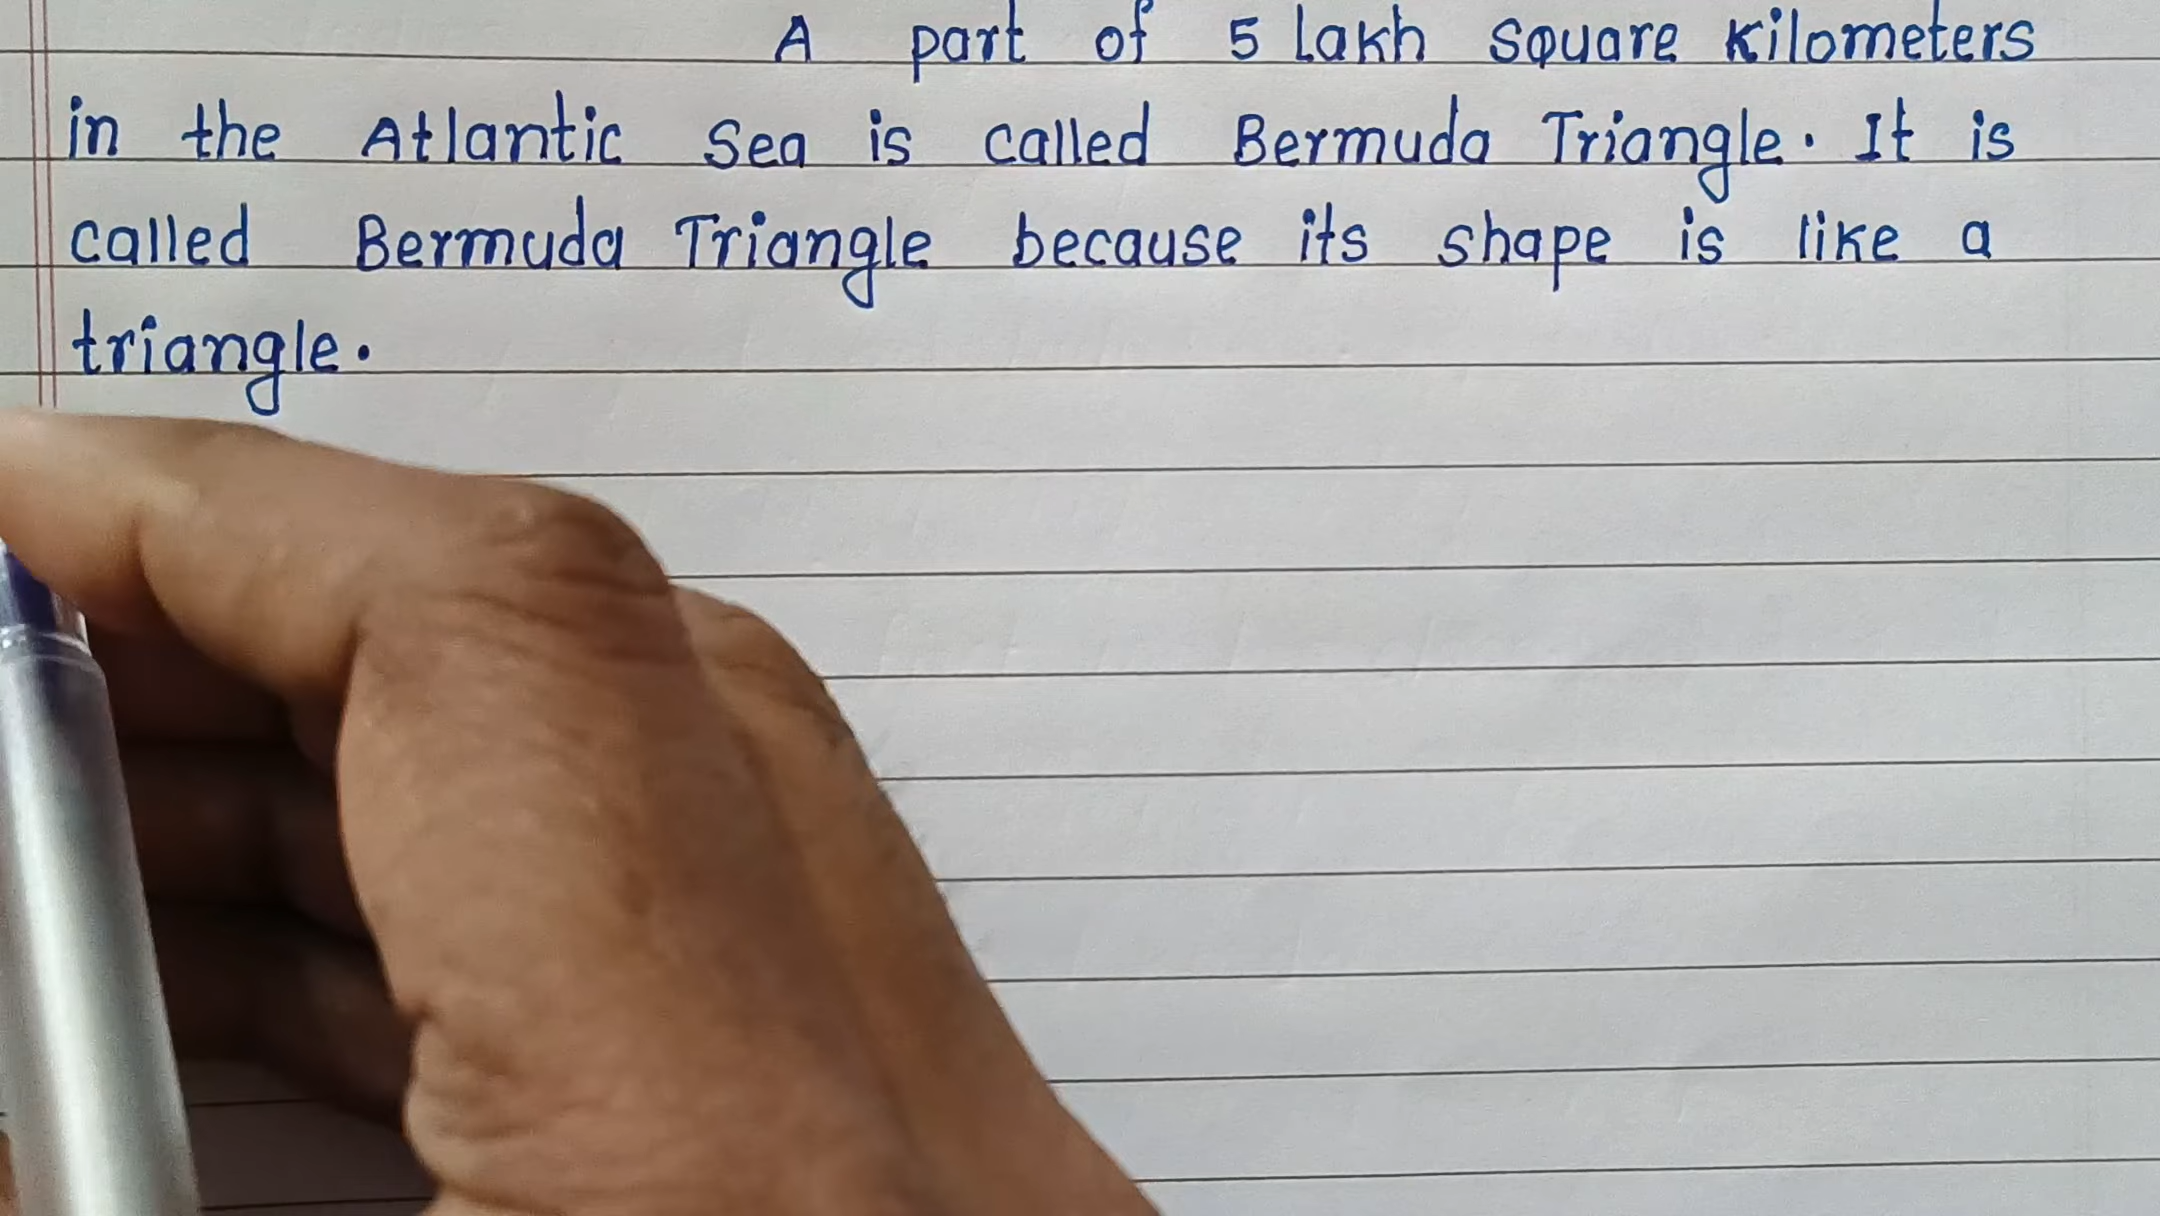 A part of 5 lakh square kilometers
in the Atlantic Sea is called Bermuda Triangle. It is
called Bermuda Triangle because its shape is like a
triangle.